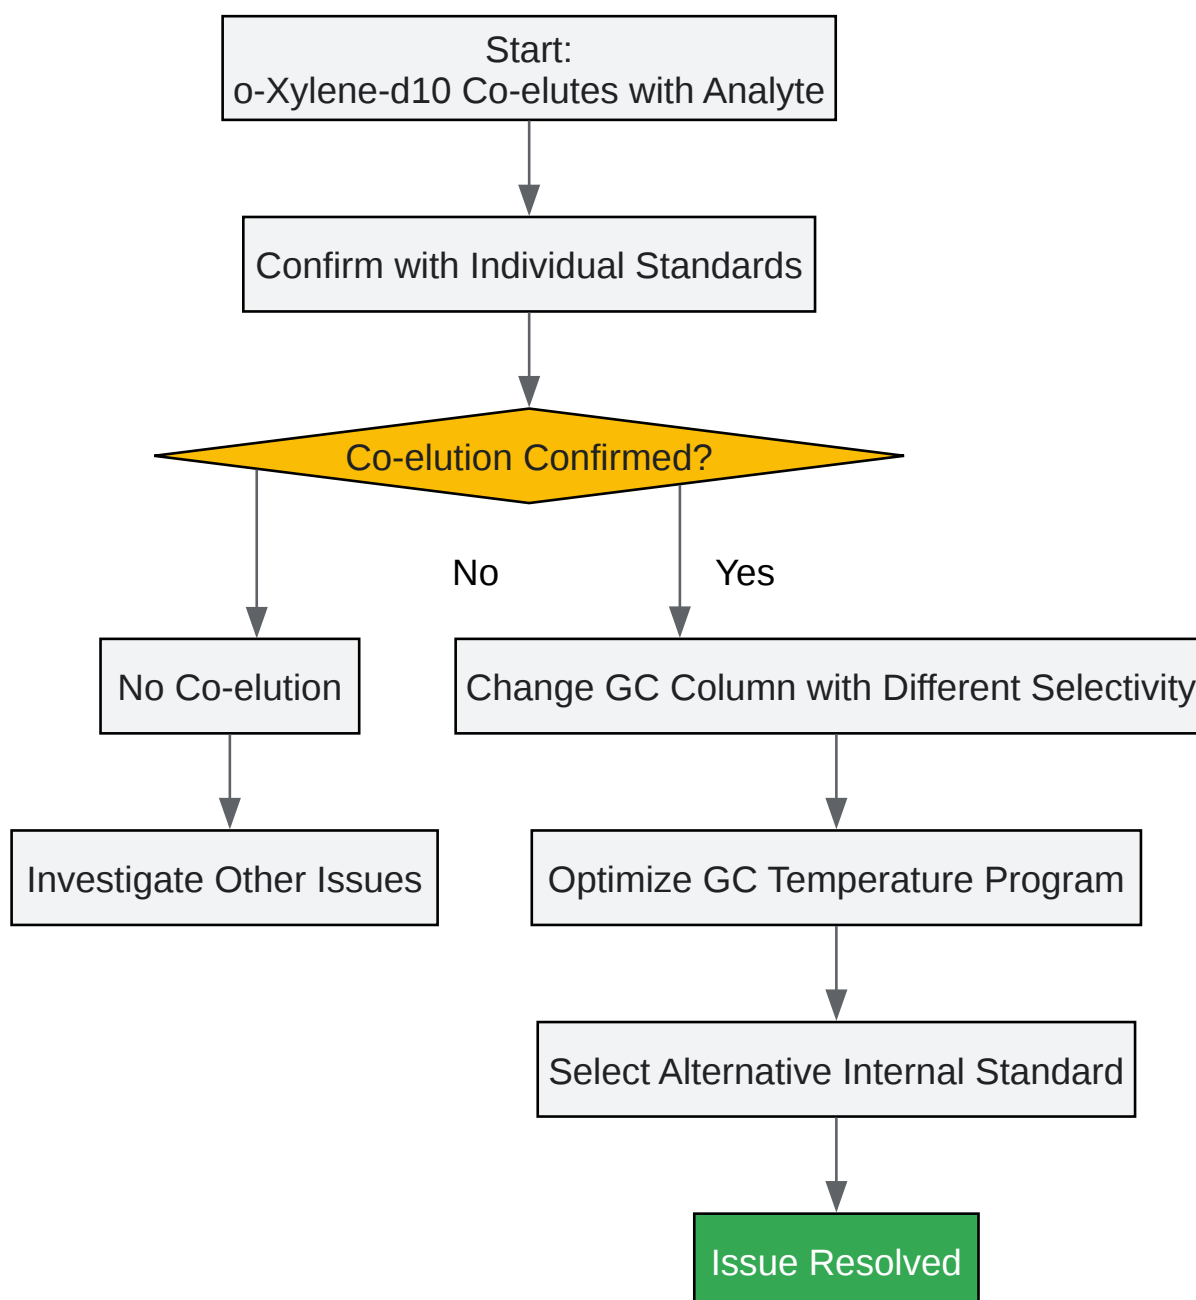 Start:
o-Xylene-d10 Co-elutes with Analyte
Confirm with Individual Standards
Co-elution Confirmed?
No
Yes
No Co-elution
Change GC Column with Different Selectivity
Investigate Other Issues
Optimize GC Temperature Program
Select Alternative Internal Standard
Issue Resolved